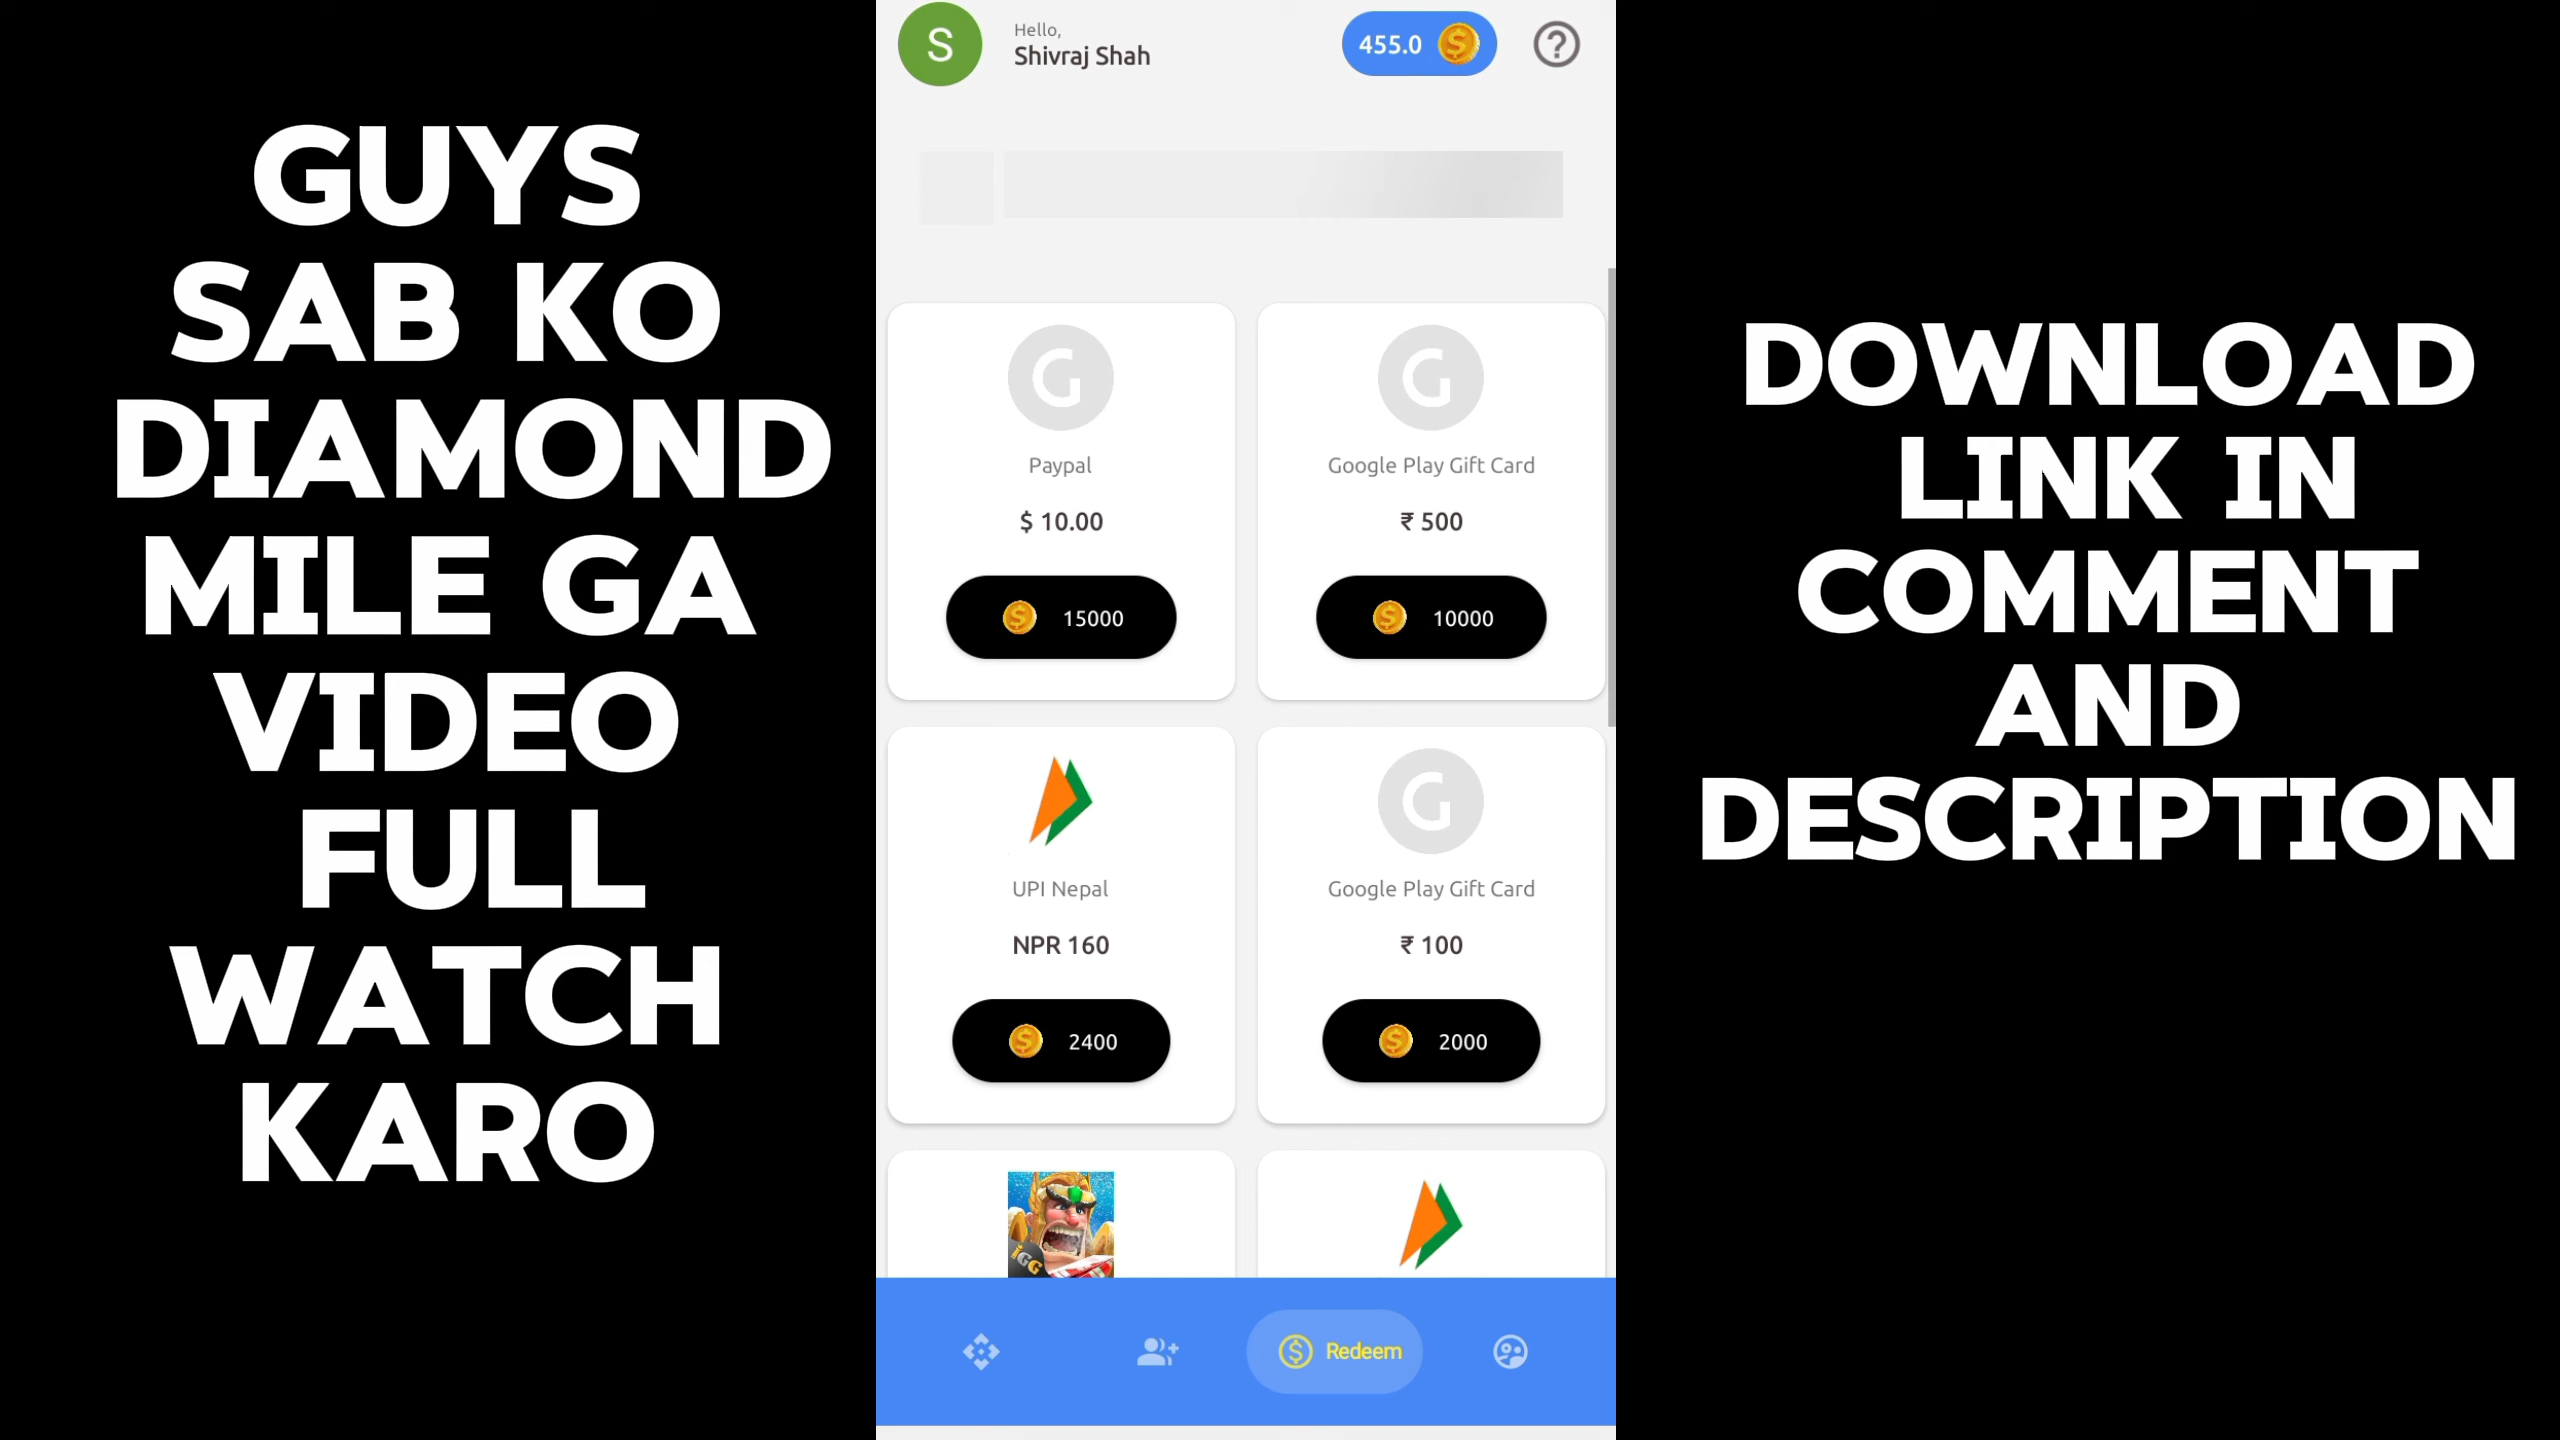 GUYS
SAB KO
DIAMOND
MILE GA
VIDEO
FULL
WATCH
KARO
S
Hello,
Shivraj Shah
455.0
Paypal
$ 10.00
15000
Google Play Gift Card
₹ 500
10000
UPI Nepal
NPR 160
2400
Google Play Gift Card
₹ 100
2000
IGG
Redeem
DOWNLOAD
LINK IN
COMMENT
AND
DESCRIPTION